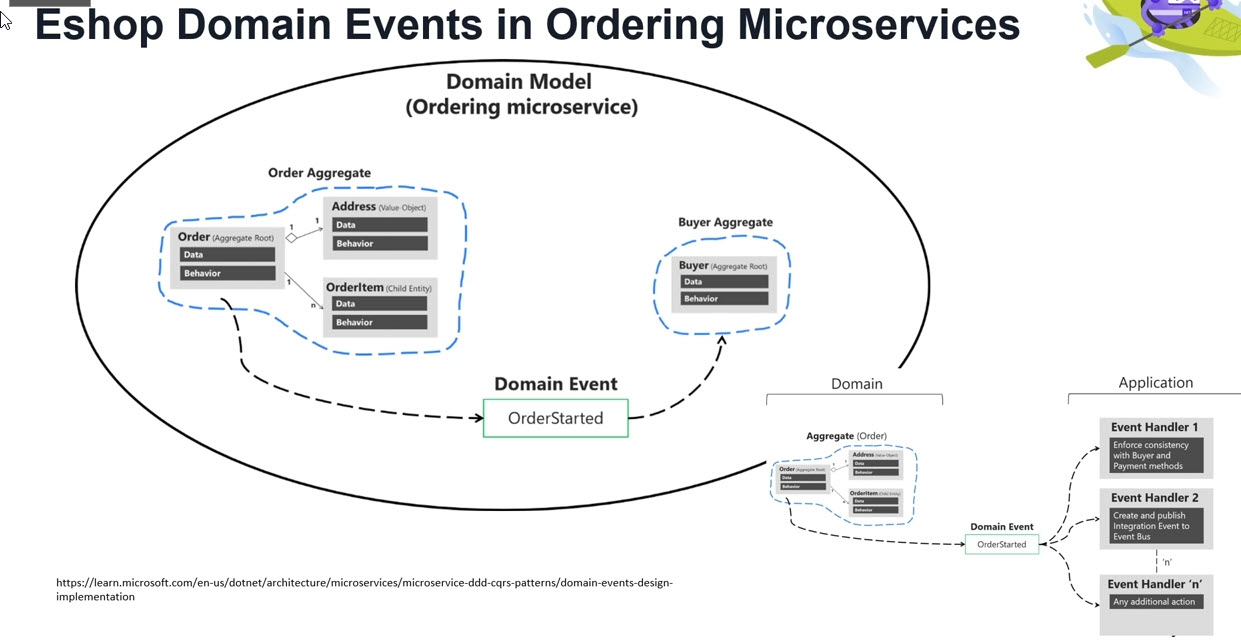 Eshop Domain Events in Ordering Microservices
Domain Model
(Ordering microservice)
Order Aggregate
Address (Value-Object)
Data
Behavior
1
1
Order (Aggregate Root)
Data
Behavior
1
n
OrderItem (Child Entity)
Data
Behavior
Buyer Aggregate
Buyer (Aggregate Root)
Data
Behavior
Domain Event
OrderStarted
Domain
Aggregate (Order)
Address (Value-Object)
Data
Behavior
Order (Aggregate Root)
Data
Behavior
OrderItem (Child Entity)
Data
Behavior
Domain Event
OrderStarted
Application
Event Handler 1
Enforce consistency
with Buyer and
Payment methods
Event Handler 2
Create and publish
Integration Event to
Event Bus
'n'
Event Handler 'n'
Any additional action
https://learn.microsoft.com/en-us/dotnet/architecture/microservices/microservice-ddd-cqrs-patterns/domain-events-design-
implementation